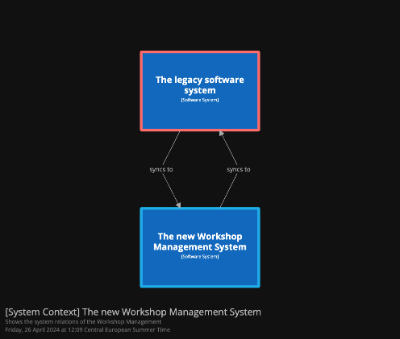 The legacy software
system
[Software System]
syncs to
syncs to
The new Workshop
Management System
[Software System]
[System Context] The new Workshop Management System
Shows the system relations of the Workshop Management
Friday, 26 April 2024 at 12:09 Central European Summer Time